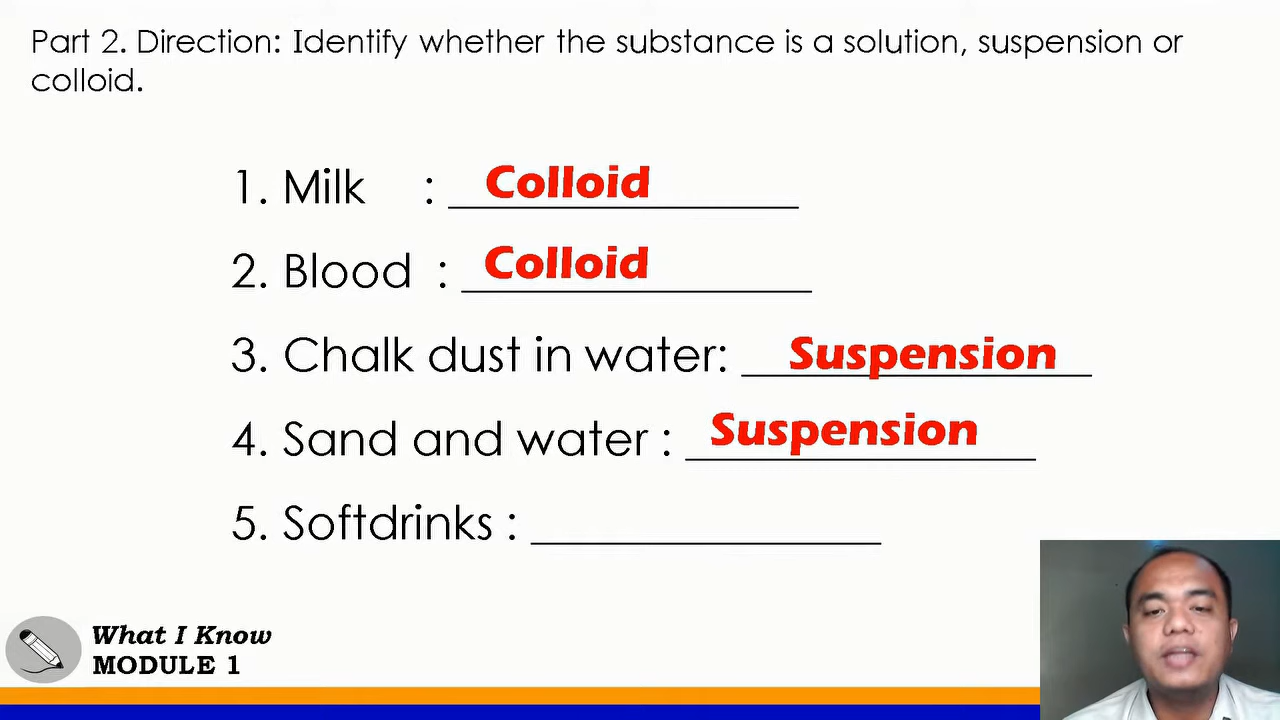 Part 2. Direction: Identify whether the substance is a solution, suspension or
colloid.
1. Milk : Colloid
2. Blood : Colloid
3. Chalk dust in water: Suspension
4. Sand and water : Suspension
5. Softdrinks : 
What I Know
MODULE 1